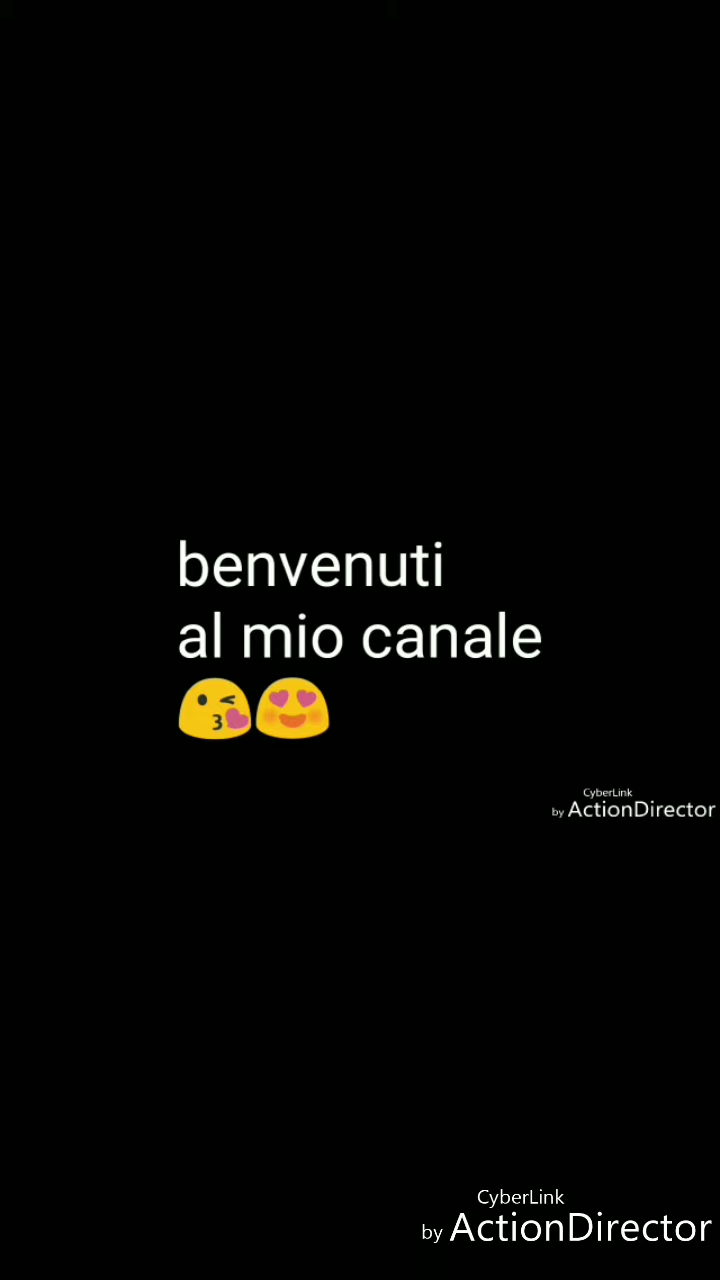 benvenuti
al mio canale
😘😍
CyberLink
by ActionDirector
CyberLink
by ActionDirector